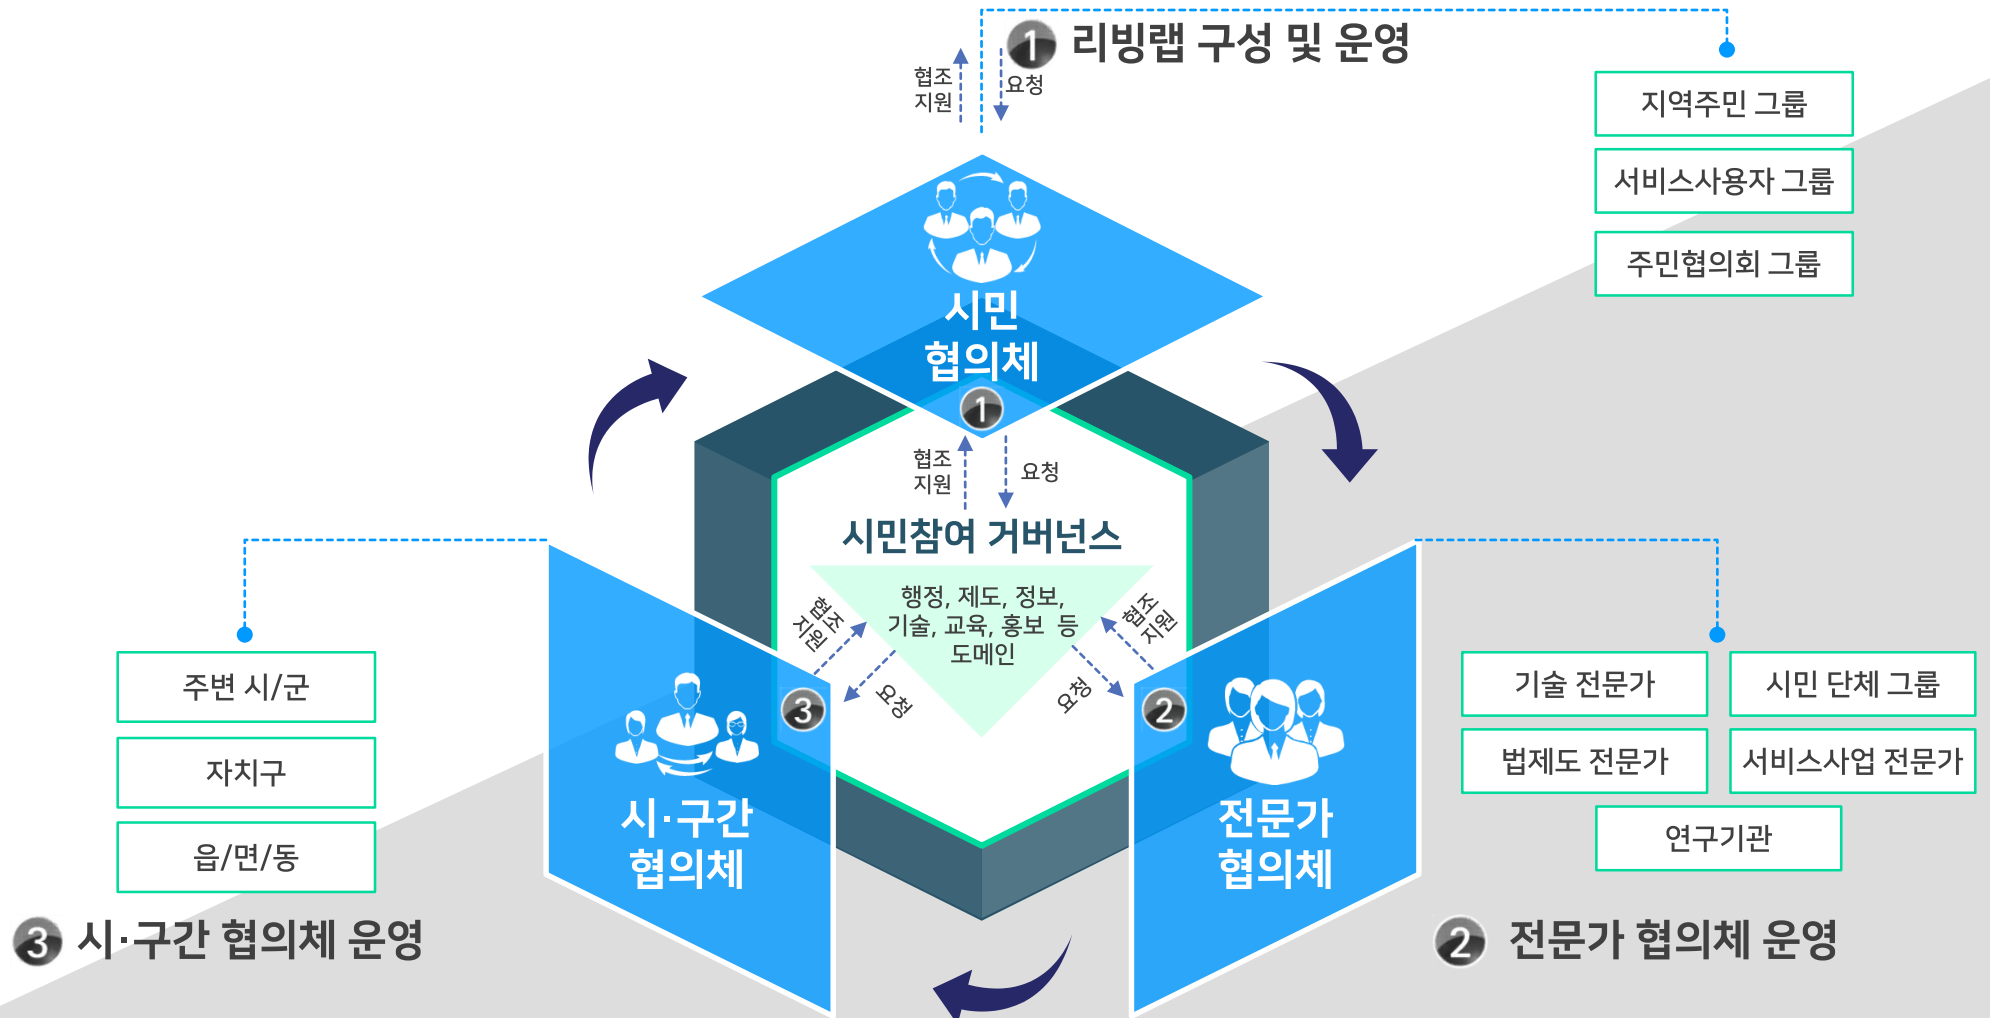 1 리빙랩 구성 및 운영
협조
지원
요청
지역주민 그룹
서비스사용자 그룹
주민협의회 그룹
시민
협의체
1
협조
지원
요청
시민참여 거버넌스
행정, 제도, 정보,
기술, 교육, 홍보 등
도메인
협조
지원
요청
협조
지원
요청
3
시·구간
협의체
2
전문가
협의체
주변 시/군
자치구
읍/면/동
3 시·구간 협의체 운영
기술 전문가
시민 단체 그룹
법제도 전문가
서비스사업 전문가
연구기관
2 전문가 협의체 운영